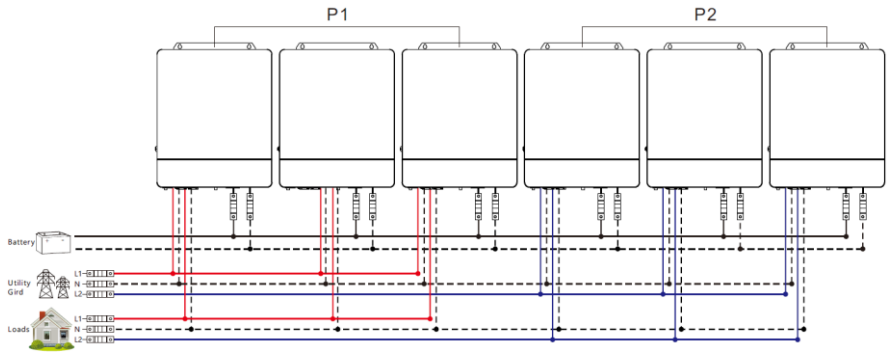 P1 P2
Battery
Utility
Gird
L1
N
L2
Loads
L1
N
L2